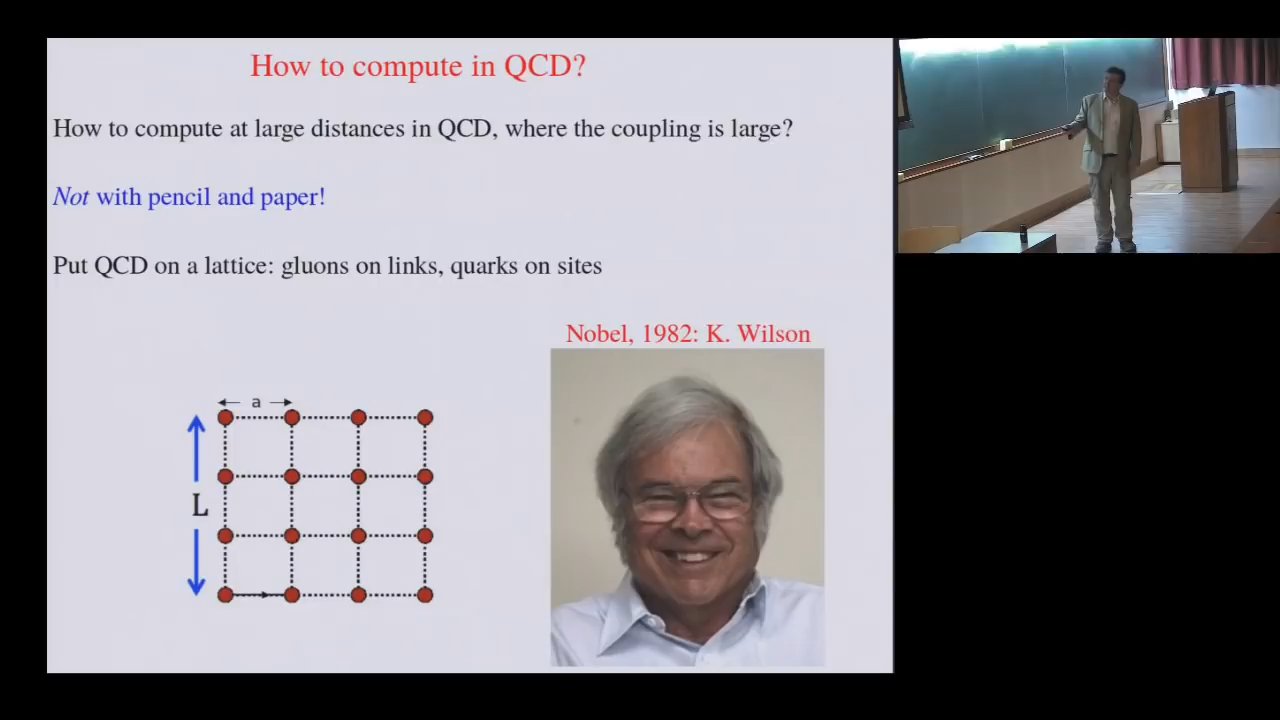 How to compute in QCD?
How to compute at large distances in QCD, where the coupling is large?
Not with pencil and paper!
Put QCD on a lattice: gluons on links, quarks on sites
Nobel, 1982: K. Wilson
a
L